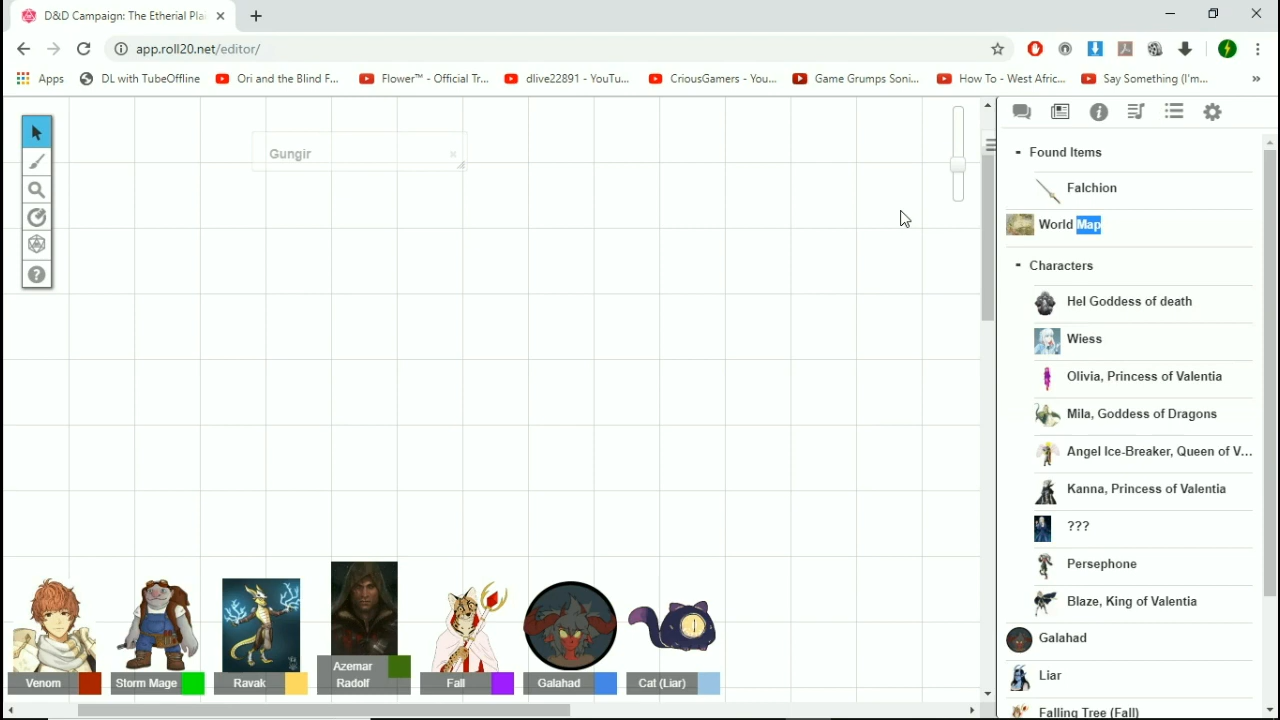 D&D Campaign: The Etherial Plai
app.roll20.net/editor/
Apps
DL with TubeOffline
Ori and the Blind F...
Flower™ - Official Tr...
dlive22891 - YouTu...
CriousGamers - You...
Game Grumps Soni...
How To - West Afric...
Say Something (I'm...
»
Gungir
Found Items
Falchion
World Map
Characters
Hel Goddess of death
Wiess
Olivia, Princess of Valentia
Mila, Goddess of Dragons
Angel Ice-Breaker, Queen of V...
Kanna, Princess of Valentia
???
Persephone
Blaze, King of Valentia
Galahad
Liar
Falling Tree (Fall)
Venom
Storm Mage
Ravak
Azemar
Radolf
Fall
Galahad
Cat (Liar)